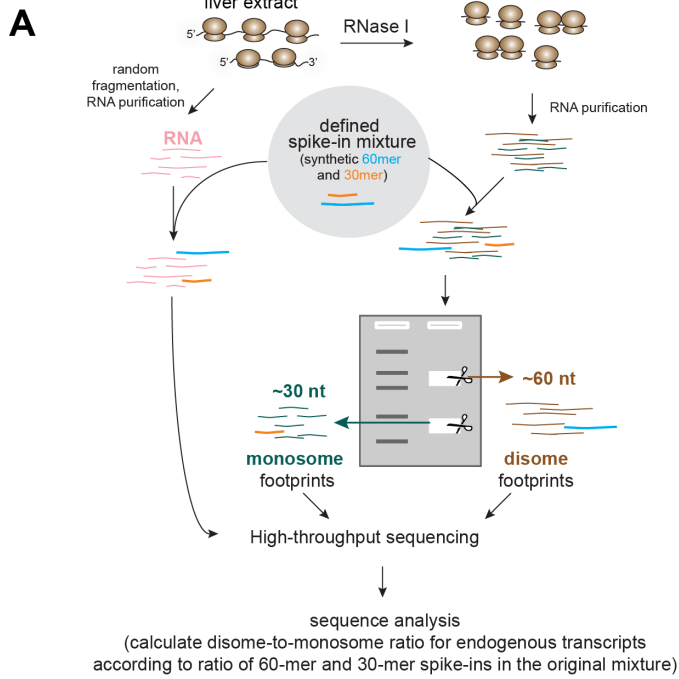 A
liver extract
5'
5'
-3'
RNase I
random
fragmentation,
RNA purification
RNA purification
RNA
defined
spike-in mixture
(synthetic 60mer
and 30mer)
~30 nt
~60 nt
monosome
footprints
disome
footprints
High-throughput sequencing
sequence analysis
(calculate disome-to-monosome ratio for endogenous transcripts
according to ratio of 60-mer and 30-mer spike-ins in the original mixture)